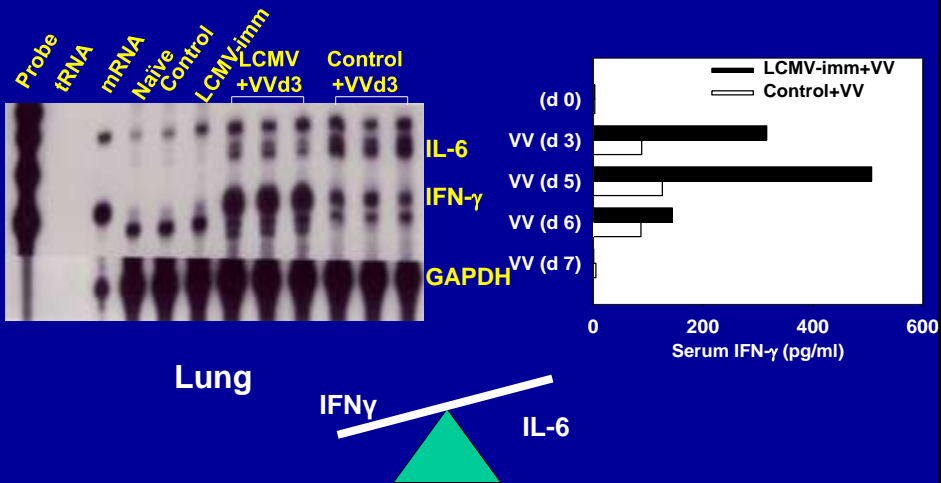 Probe
tRNA
mRNA
Naïve
Control
LCMV-imm
LCMV
+VVd3
Control
+VVd3
IL-6
IFN-γ
GAPDH
Lung
LCMV-imm+VV
Control+VV
(d 0)
VV (d 3)
VV (d 5)
VV (d 6)
VV (d 7)
0 200 400 600
Serum IFN-γ (pg/ml)
IFNγ
IL-6